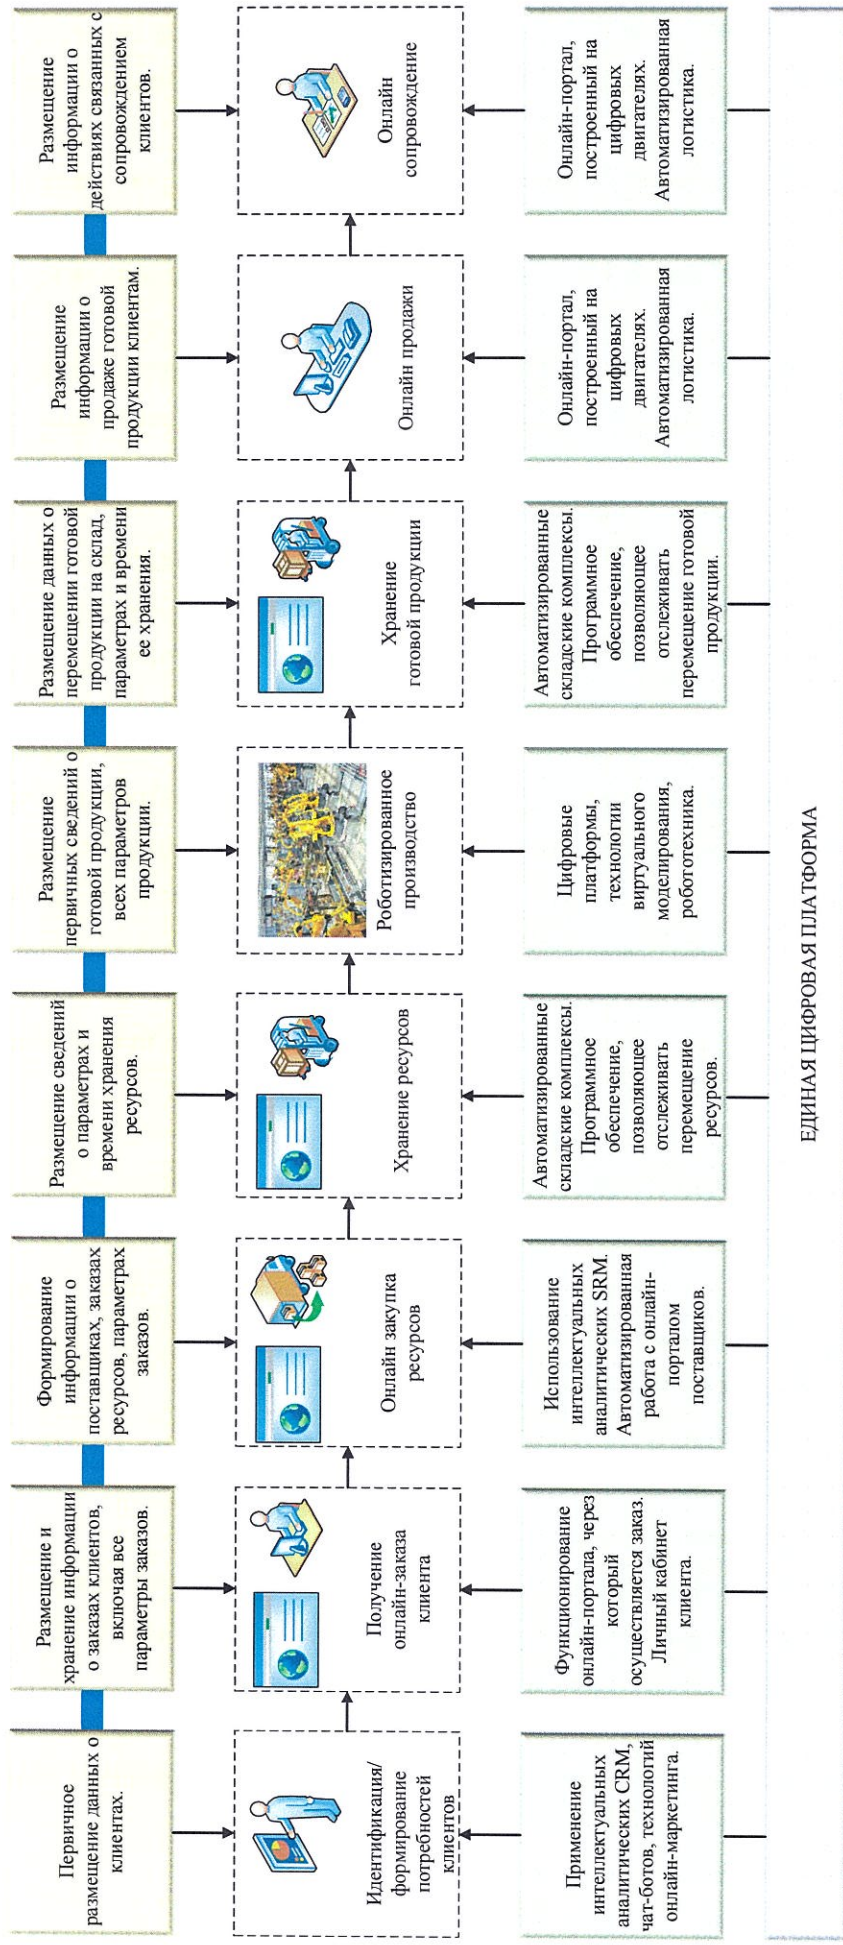 Первичное
размещение данных о
клиентах.
Размещение и
хранение информации
о заказах клиентов,
включая все
параметры заказов.
Формирование
информации о
поставщиках, заказах
ресурсов, параметрах
заказов.
Размещение сведений
о параметрах и
времени хранения
ресурсов.
Размещение
первичных сведений о
готовой продукции,
всех параметров
продукции.
Размещение данных о
перемещении готовой
продукции на склад,
параметрах и времени
ее хранения.
Размещение
информации о
продаже готовой
продукции клиентам.
Размещение
информации о
действиях связанных с
сопровождением
клиентов.
Идентификация/
формирование
потребностей
клиентов
Получение
онлайн-заказа
клиента
Онлайн закупка
ресурсов
Хранение ресурсов
Роботизированное
производство
Хранение
готовой продукции
Онлайн продажи
Онлайн
сопровождение
Применение
интеллектуальных
аналитических CRM,
чат-ботов, технологий
онлайн-маркетинга.
Функционирование
онлайн-портала, через
который
осуществляется заказ.
Личный кабинет
клиента.
Использование
интеллектуальных
аналитических SRM.
Автоматизированная
работа с онлайн-
порталом
поставщиков.
Автоматизированные
складские комплексы.
Программное
обеспечение,
позволяющее
отслеживать
перемещение
ресурсов.
Цифровые
платформы,
технологии
виртуального
моделирования,
робототехника.
Автоматизированные
складские комплексы.
Программное
обеспечение,
позволяющее
отслеживать
перемещение готовой
продукции.
Онлайн-портал,
построенный на
цифровых
двигателях.
Автоматизированная
логистика.
Онлайн-портал,
построенный на
цифровых
двигателях.
Автоматизированная
логистика.
ЕДИНАЯ ЦИФРОВАЯ ПЛАТФОРМА